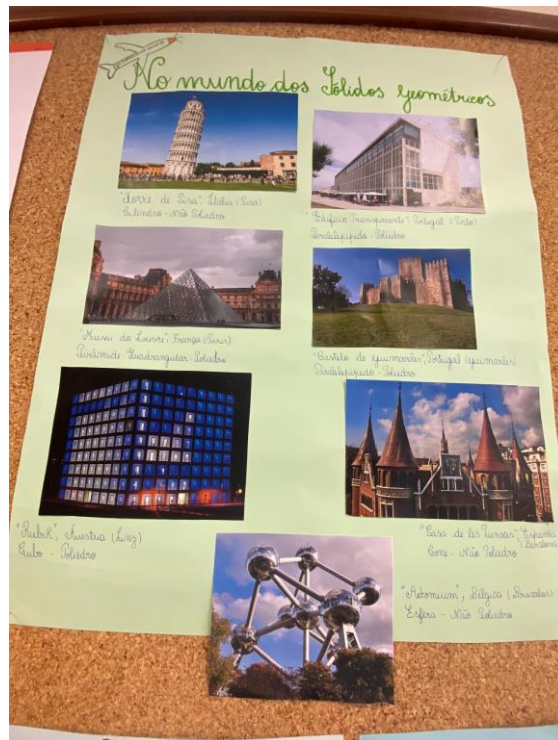 No mundo dos Sólidos Geométricos
"Torre de Pisa", Itália (Pisa)
Cilindro - Não Poliedro
"Edifício Transparente", Portugal (Porto)
Paralelepípedo - Poliedro
"Museu do Louvre", França (Paris)
Pirâmide Quadrangular - Poliedro
"Castelo de Guimarães", Portugal (Guimarães)
Paralelepípedo - Poliedro
"RubiK", Áustria (Linz)
Cubo - Poliedro
"Casa de les Punxes", Espanha
(Barcelona)
Cone - Não Poliedro
"Atomium", Bélgica (Bruxelas)
Esfera - Não Poliedro